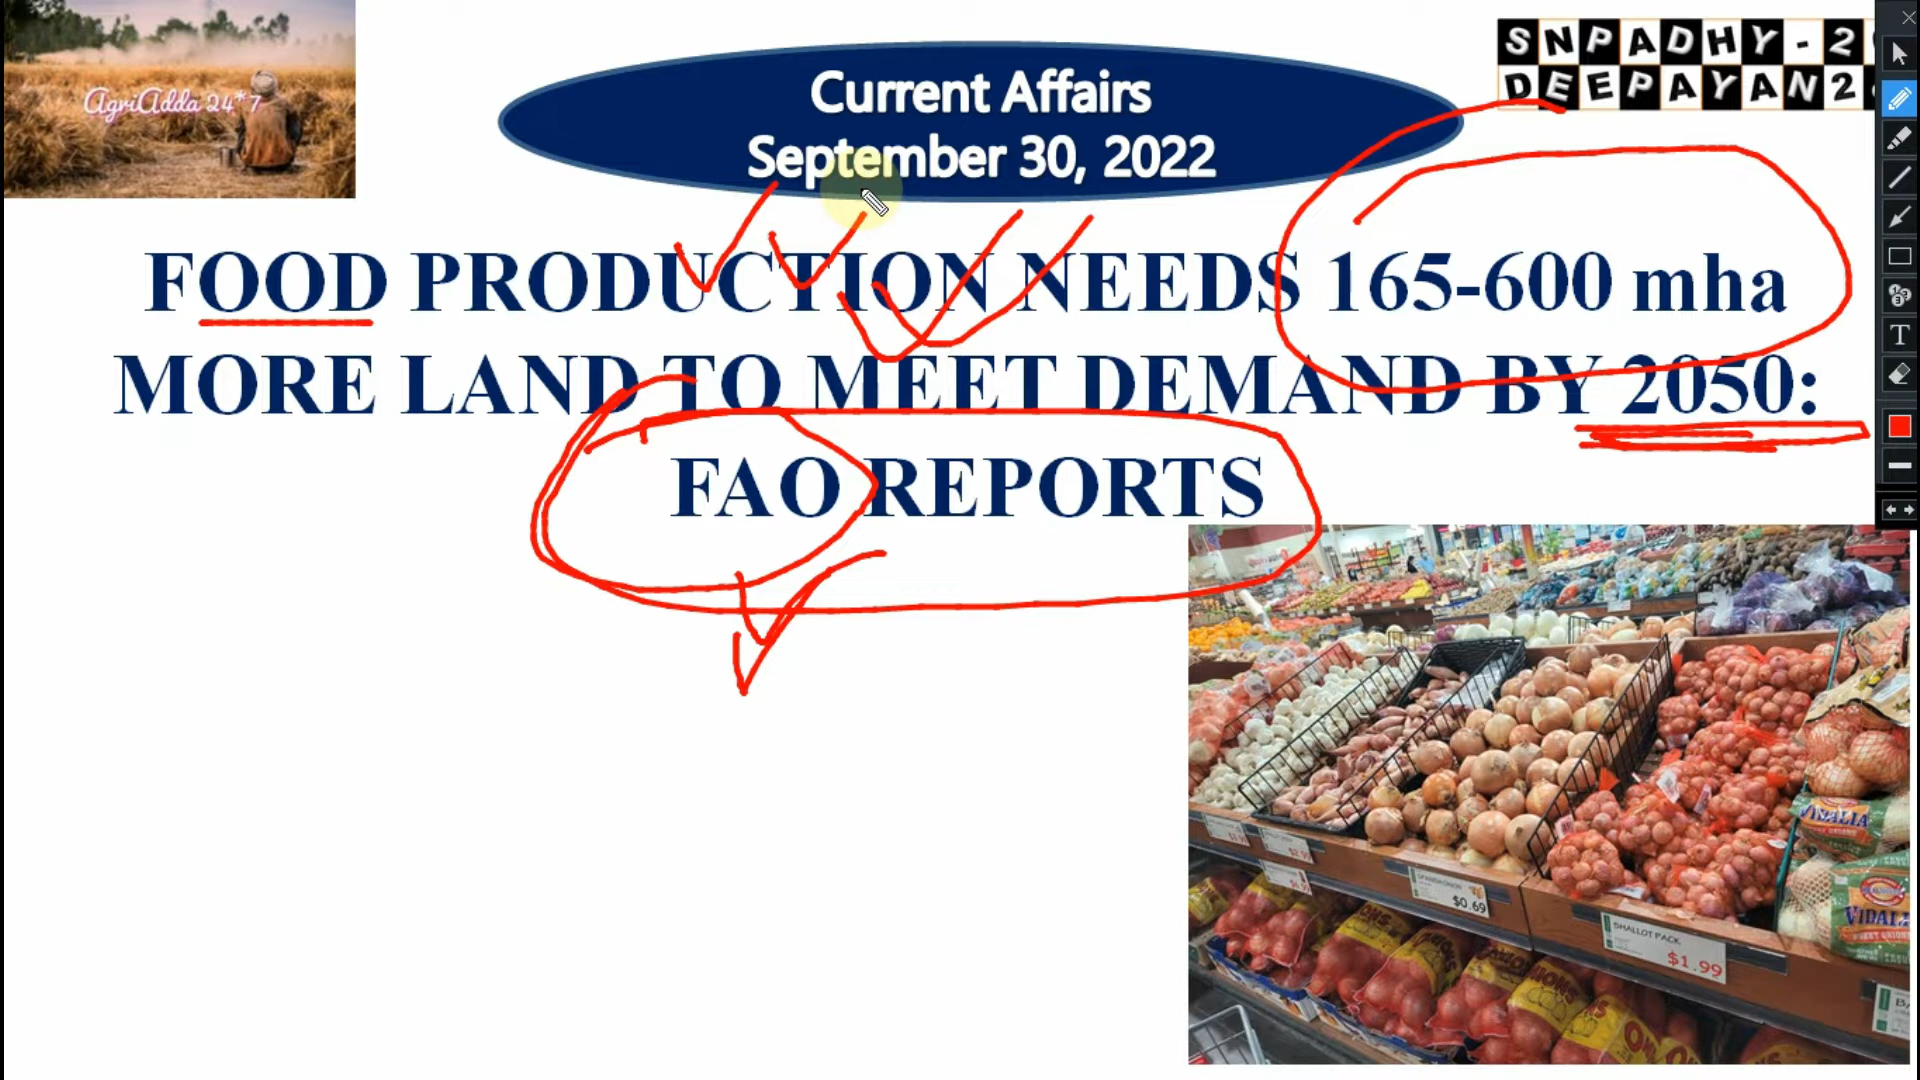 AgriAdda 24*7
Current Affairs
September 30, 2022
SNPADHY-2
DEEPAYAN2
FOOD PRODUCTION NEEDS 165-600 mha
MORE LAND TO MEET DEMAND BY 2050:
FAO REPORTS
$0.69
SHALLOT PACK
$1.99
VIDALIA
VIDALI